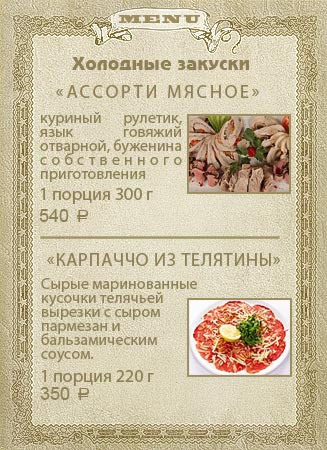 MENU
Холодные закуски
«АССОРТИ МЯСНОЕ»
куриный рулетик,
язык говяжий
отварной, буженина
собственного
приготовления
1 порция 300 г
540 ₽
«КАРПАЧЧО ИЗ ТЕЛЯТИНЫ»
Сырые маринованные
кусочки телячьей
вырезки с сыром
пармезан и
бальзамическим
соусом.
1 порция 220 г
350 ₽